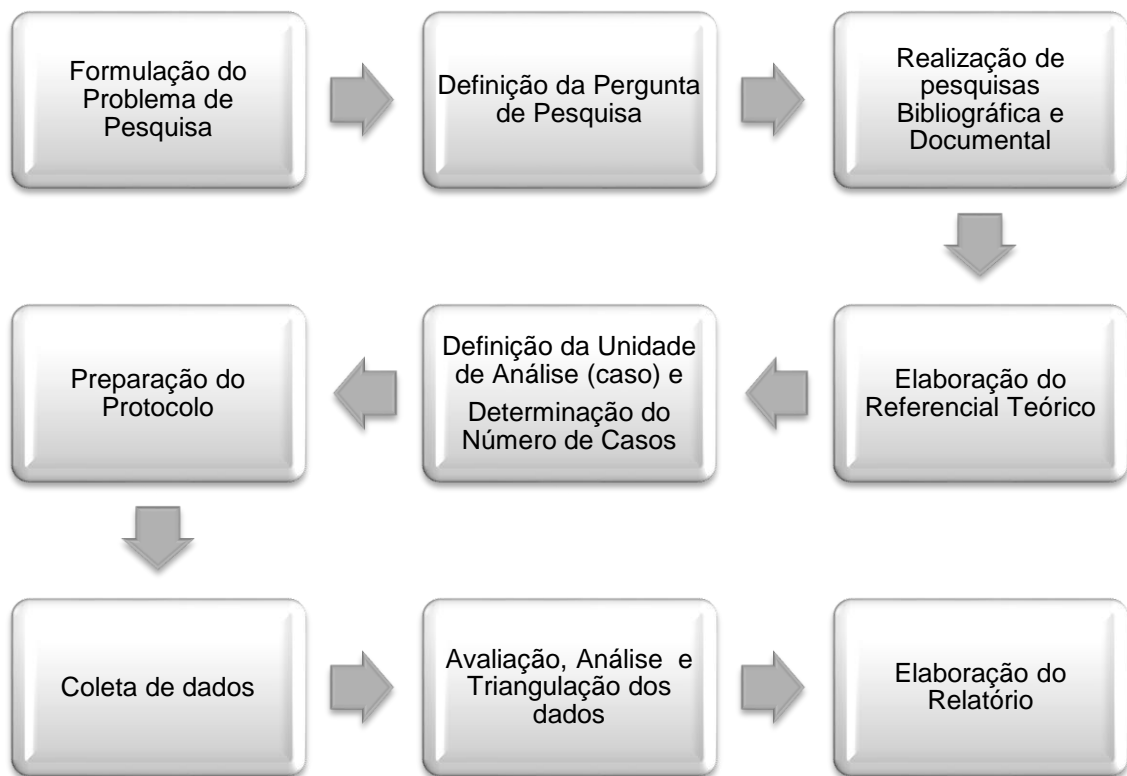 Formulação do
Problema de
Pesquisa
Definição da Pergunta
de Pesquisa
Realização de
pesquisas
Bibliográfica e
Documental
Elaboração do
Referencial Teórico
Definição da Unidade
de Análise (caso) e
Determinação do
Número de Casos
Preparação do
Protocolo
Coleta de dados
Avaliação, Análise e
Triangulação dos
dados
Elaboração do
Relatório